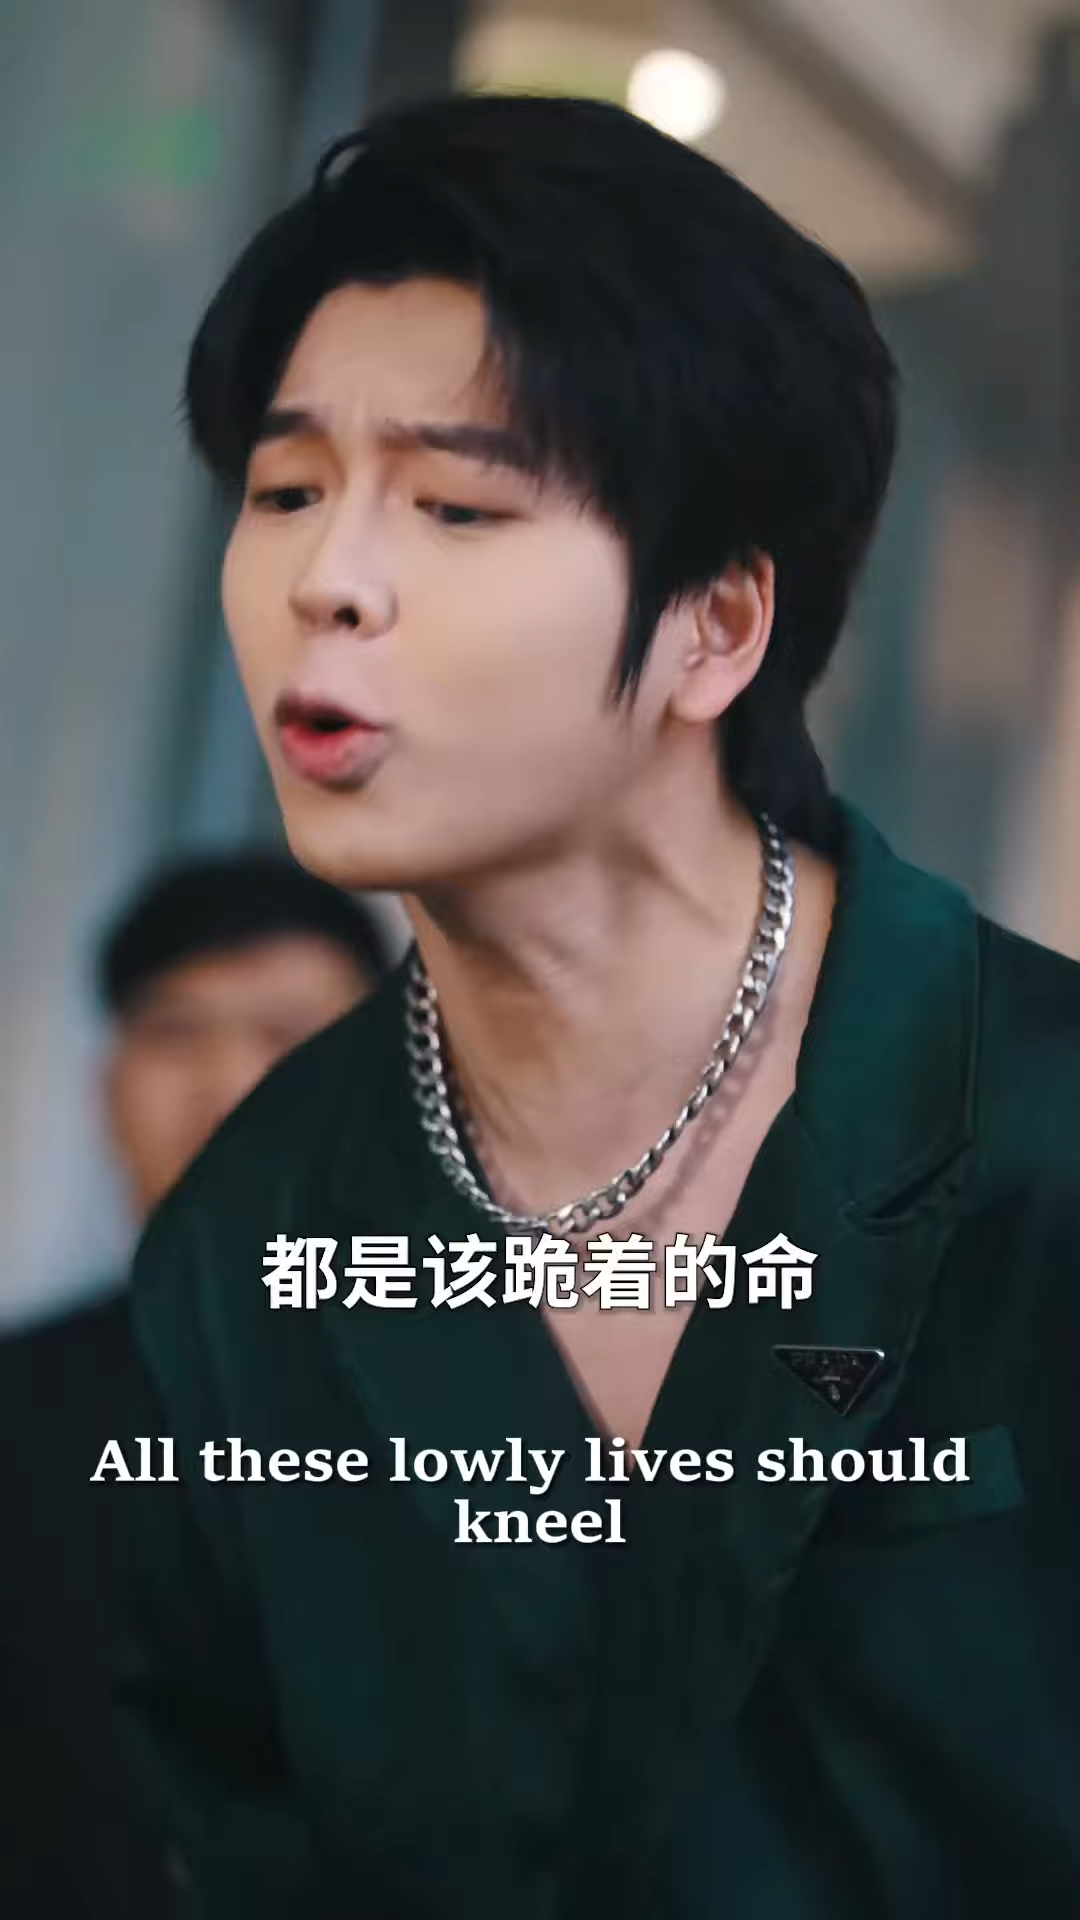 都是该跪着的命
All these lowly lives should
kneel